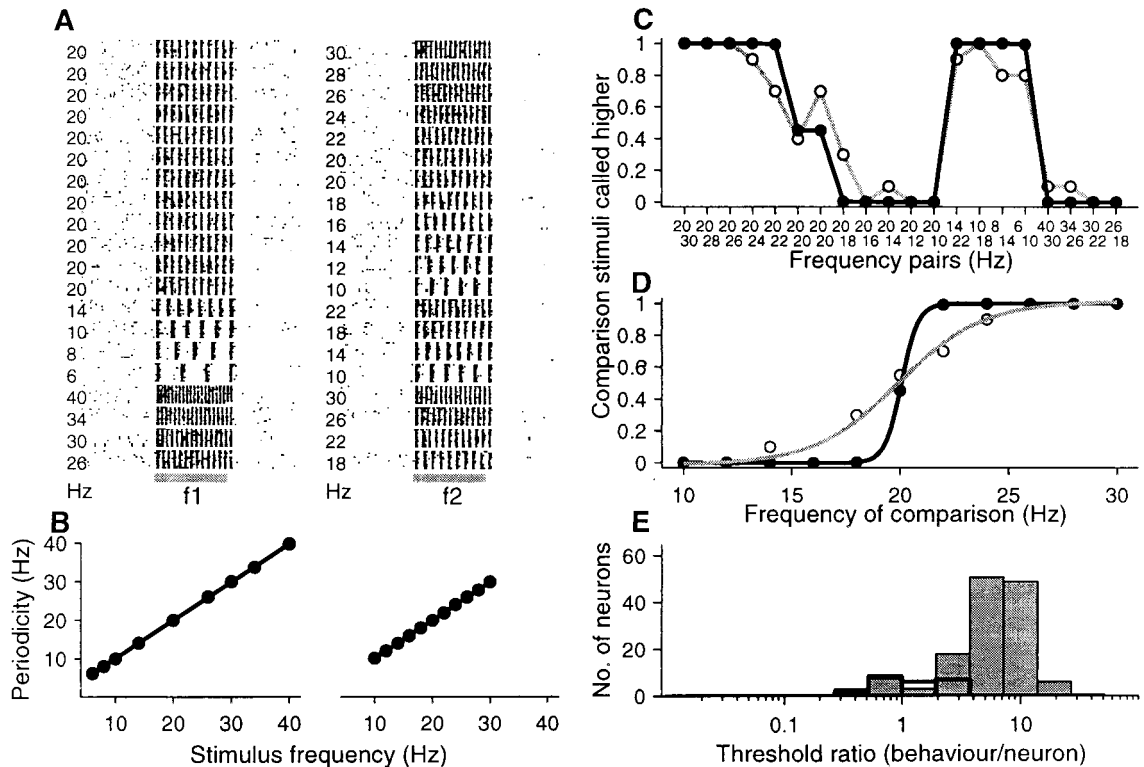 A
20
20
20
20
20
20
20
20
20
20
20
20
14
10
8
6
40
34
30
26
Hz
f1
30
28
26
24
22
20
20
18
16
14
12
10
22
18
14
10
30
26
22
18
Hz
f2
B
Periodicity (Hz)
40
30
20
10
10 20 30 40
10 20 30 40
Stimulus frequency (Hz)
C
Comparison stimuli called higher
1
0.8
0.6
0.4
0.2
0
20 20 20 20 20 20 20 20 20 20 20 20 14 10 8 6 40 34 30 26
30 28 26 24 22 20 20 18 16 14 12 10 22 18 14 10 30 26 22 18
Frequency pairs (Hz)
D
1
0.8
0.6
0.4
0.2
0
10 15 20 25 30
Frequency of comparison (Hz)
E
No. of neurons
60
40
20
0
0.1 1 10
Threshold ratio (behaviour/neuron)